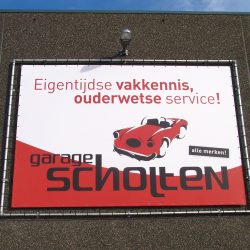 Eigentijdse vakkennis,
ouderwetse service!
alle merken!
garage
scholten